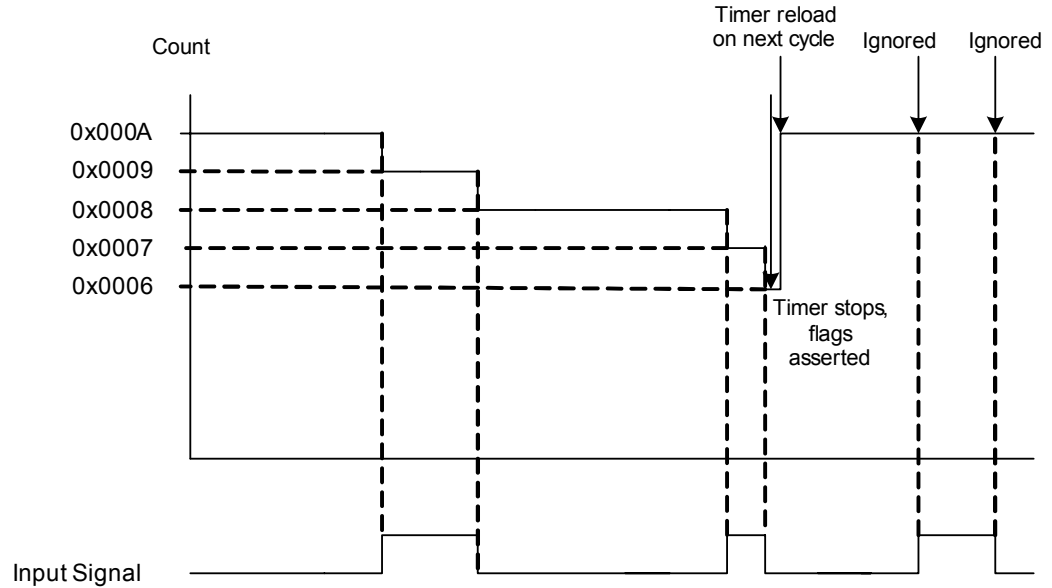 Timer reload
on next cycle
Ignored
Ignored
Count
0x000A
0x0009
0x0008
0x0007
0x0006
Timer stops,
flags
asserted
Input Signal